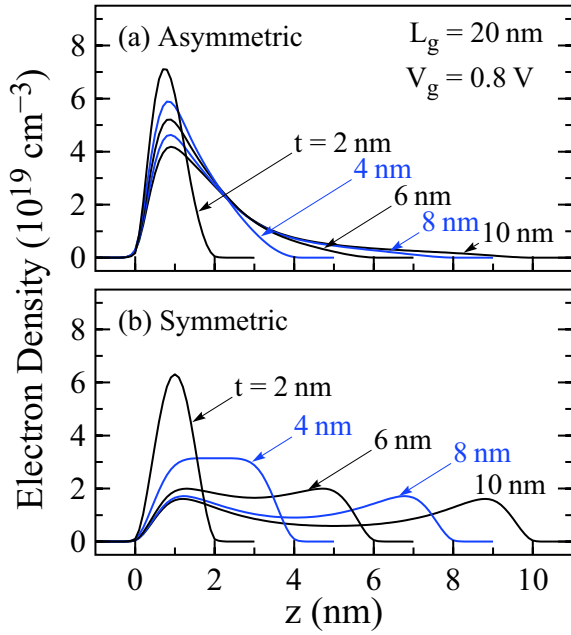 (a) Asymmetric
L_g = 20 nm
V_g = 0.8 V
t = 2 nm
4 nm
6 nm
8 nm
10 nm
8
6
4
2
0
(b) Symmetric
t = 2 nm
4 nm
6 nm
8 nm
10 nm
8
6
4
2
0
0 2 4 6 8 10
z (nm)
Electron Density (10^19 cm^−3)